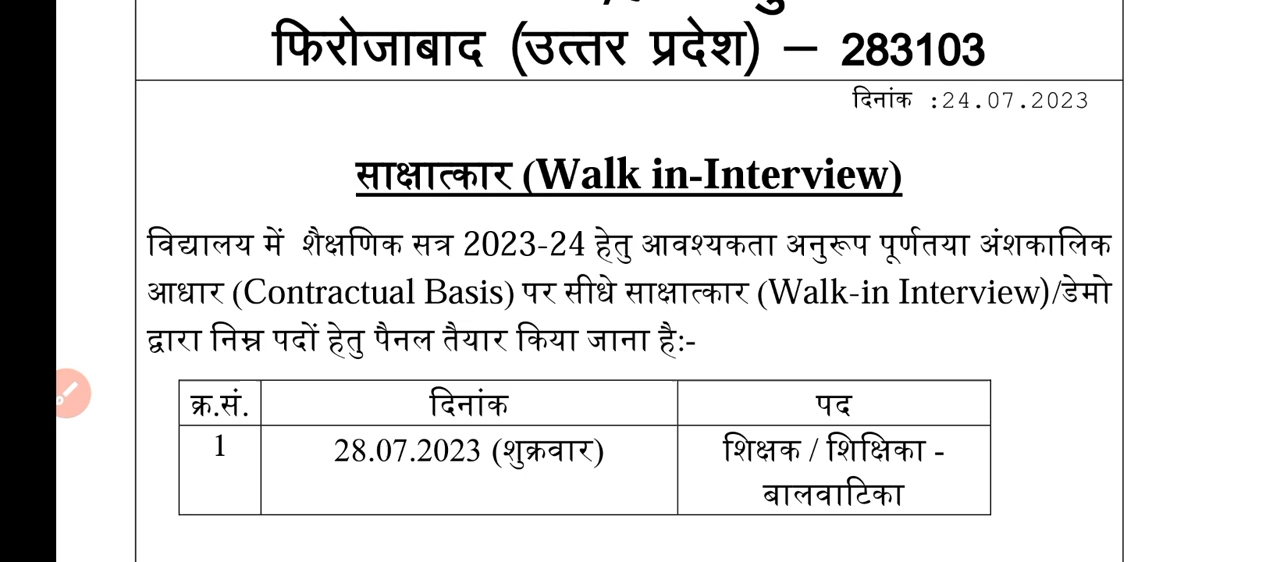 फिरोजाबाद (उत्तर प्रदेश) – 283103
दिनांक :24.07.2023
साक्षात्कार (Walk in-Interview)
विद्यालय में शैक्षणिक सत्र 2023-24 हेतु आवश्यकता अनुरूप पूर्णतया अंशकालिक
आधार (Contractual Basis) पर सीधे साक्षात्कार (Walk-in Interview)/डेमो
द्वारा निम्न पदों हेतु पैनल तैयार किया जाना है:-
क्र.सं. दिनांक पद
1 28.07.2023 (शुक्रवार) शिक्षक / शिक्षिका -
बालवाटिका